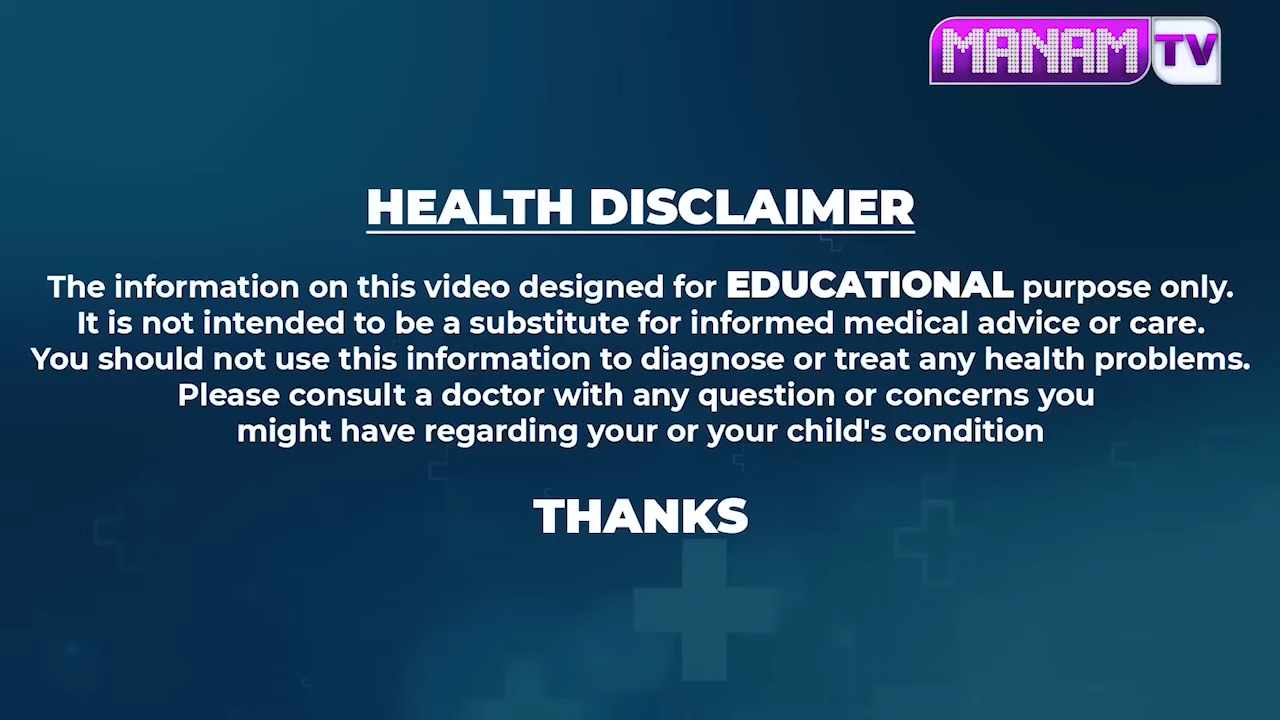 MANAM TV
HEALTH DISCLAIMER
The information on this video designed for EDUCATIONAL purpose only.
It is not intended to be a substitute for informed medical advice or care.
You should not use this information to diagnose or treat any health problems.
Please consult a doctor with any question or concerns you
might have regarding your or your child's condition
THANKS